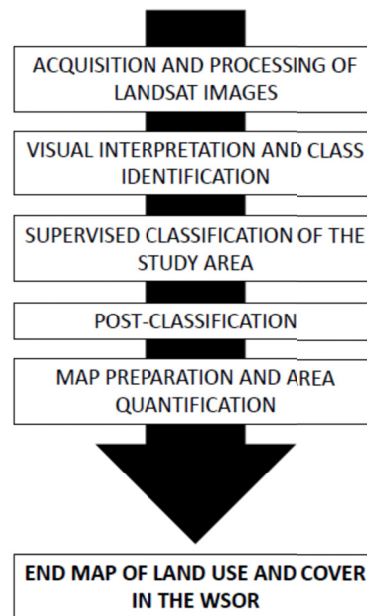 ACQUISITION AND PROCESSING OF
LANDSAT IMAGES
VISUAL INTERPRETATION AND CLASS
IDENTIFICATION
SUPERVISED CLASSIFICATION OF THE
STUDY AREA
POST-CLASSIFICATION
MAP PREPARATION AND AREA
QUANTIFICATION
END MAP OF LAND USE AND COVER
IN THE WSOR